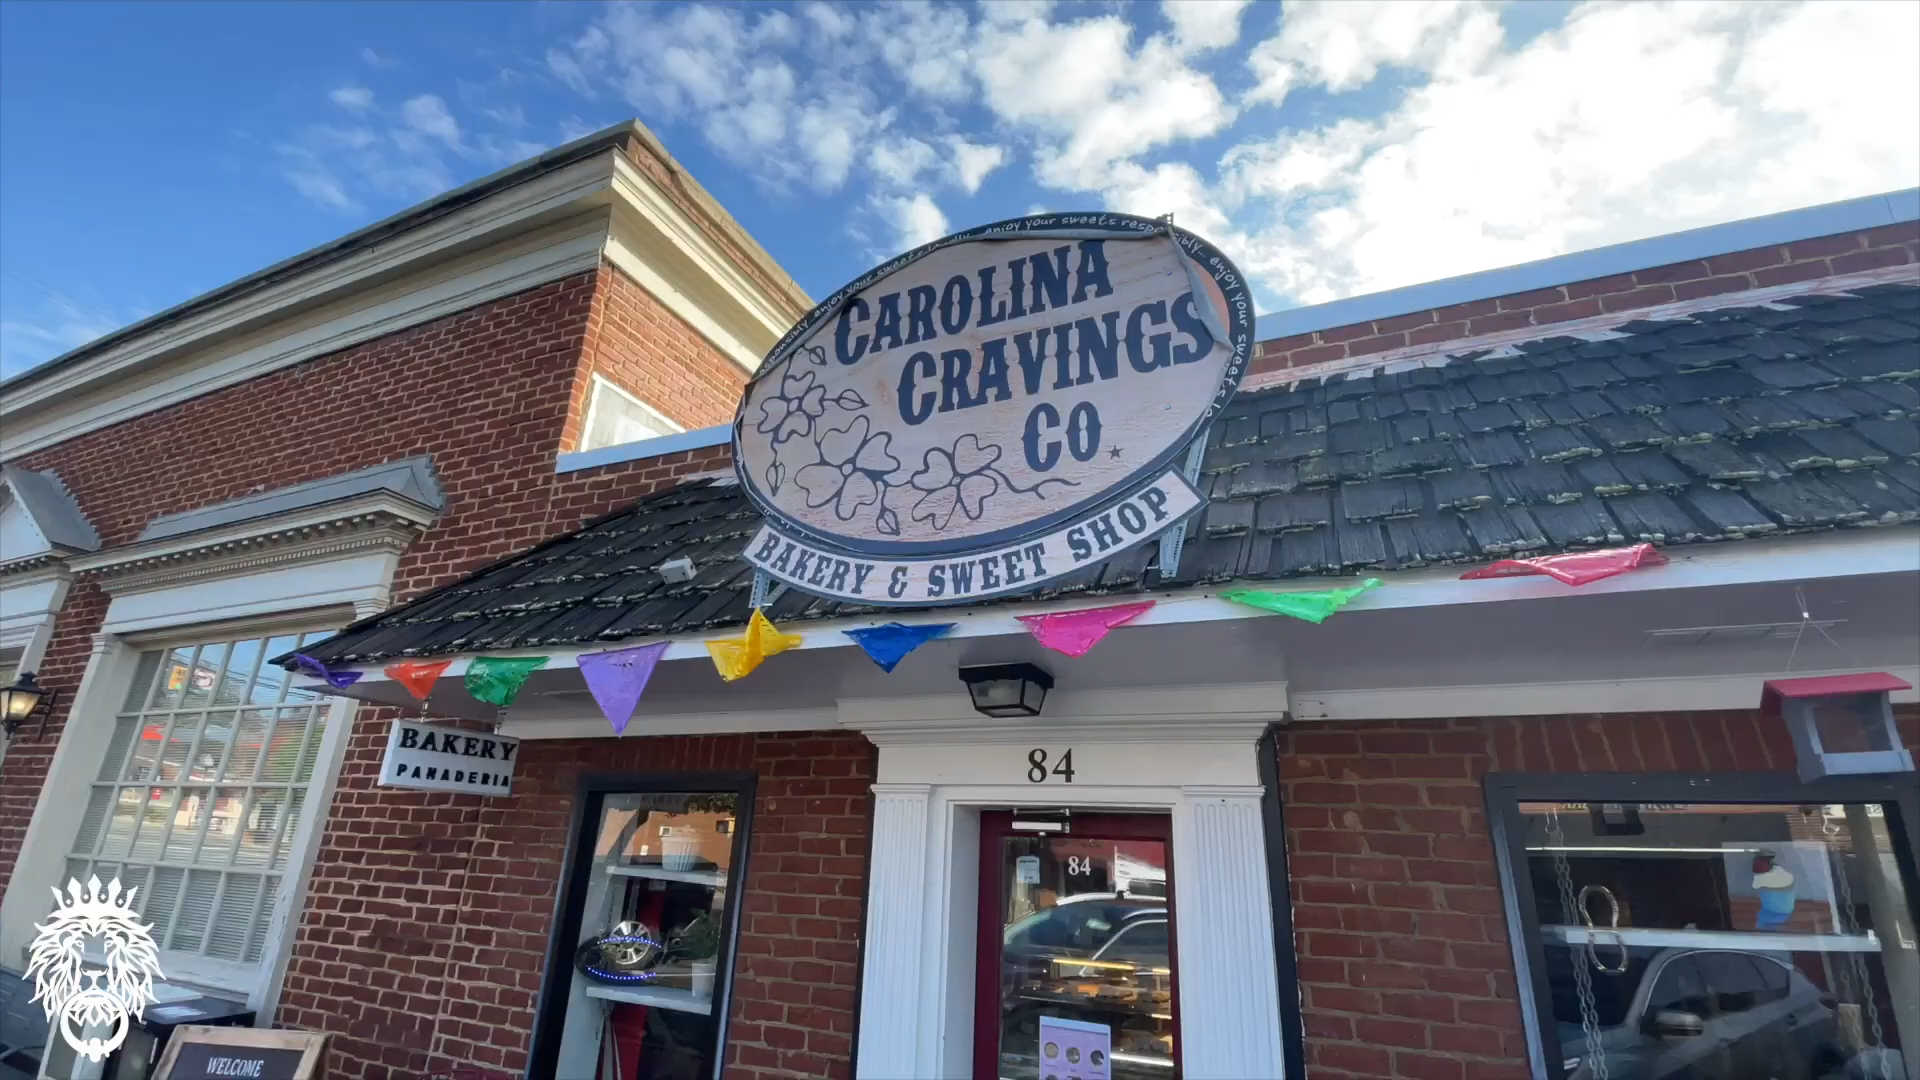 enjoy your sweets responsibly... enjoy your sweets
CAROLINA
CRAVINGS
CO.
BAKERY & SWEET SHOP
BAKERY
PANADERIA
84
84
WELCOME